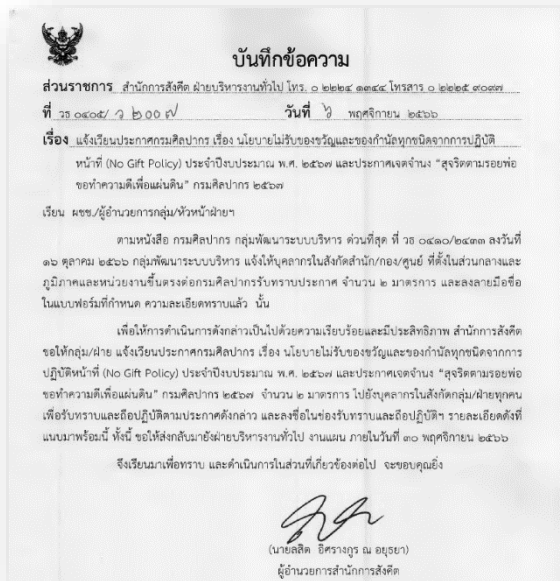 บันทึกข้อความ
ส่วนราชการ สำนักการสังคีต ฝ่ายบริหารงานทั่วไป โทร. ๐ ๒๒๒๔ ๑๓๔๔ โทรสาร ๐ ๒๒๒๕ ๙๐๙๗
ที่ วธ ๐๔๐๕/ วันที่ ๖ พฤศจิกายน ๒๕๖๖
เรื่อง แจ้งเวียนประกาศกรมศิลปากร เรื่อง นโยบายไม่รับของขวัญและของกำนัลทุกชนิดจากการปฏิบัติ
หน้าที่ (No Gift Policy) ประจำปีงบประมาณ พ.ศ. ๒๕๖๗ และประกาศเจตจำนง “สุจริตตามรอยพ่อ
ขอทำความดีเพื่อแผ่นดิน” กรมศิลปากร ๒๕๖๗
เรียน ผชช./ผู้อำนวยการกลุ่ม/หัวหน้าฝ่ายฯ
ตามหนังสือ กรมศิลปากร กลุ่มพัฒนาระบบบริหาร ด่วนที่สุด ที่ วธ ๐๔๑๐/๒๔๓๓ ลงวันที่
๑๖ ตุลาคม ๒๕๖๖ กลุ่มพัฒนาระบบบริหาร แจ้งให้บุคลากรในสังกัดสำนัก/กอง/ศูนย์ ที่ตั้งในส่วนกลางและ
ภูมิภาคและหน่วยงานขึ้นตรงต่อกรมศิลปากรรับทราบประกาศ จำนวน ๒ มาตรการ และลงลายมือชื่อ
ในแบบฟอร์มที่กำหนด ความละเอียดทราบแล้ว นั้น
เพื่อให้การดำเนินการดังกล่าวเป็นไปด้วยความเรียบร้อยและมีประสิทธิภาพ สำนักการสังคีต
ขอให้กลุ่ม/ฝ่าย แจ้งเวียนประกาศกรมศิลปากร เรื่อง นโยบายไม่รับของขวัญและของกำนัลทุกชนิดจากการ
ปฏิบัติหน้าที่ (No Gift Policy) ประจำปีงบประมาณ พ.ศ. ๒๕๖๗ และประกาศเจตจำนง “สุจริตตามรอยพ่อ
ขอทำความดีเพื่อแผ่นดิน” กรมศิลปากร ๒๕๖๗ จำนวน ๒ มาตรการ ไปยังบุคลากรในสังกัดกลุ่ม/ฝ่ายทุกคน
เพื่อรับทราบและถือปฏิบัติตามประกาศดังกล่าว และลงชื่อในช่องรับทราบและถือปฏิบัติฯ รายละเอียดดังที่
แนบมาพร้อมนี้ ทั้งนี้ ขอให้ส่งกลับมายังฝ่ายบริหารงานทั่วไป งานแผน ภายในวันที่ ๓๐ พฤศจิกายน ๒๕๖๖
จึงเรียนมาเพื่อทราบ และดำเนินการในส่วนที่เกี่ยวข้องต่อไป จะขอบคุณยิ่ง
(นายลสิต อิศรางกูร ณ อยุธยา)
ผู้อำนวยการสำนักการสังคีต